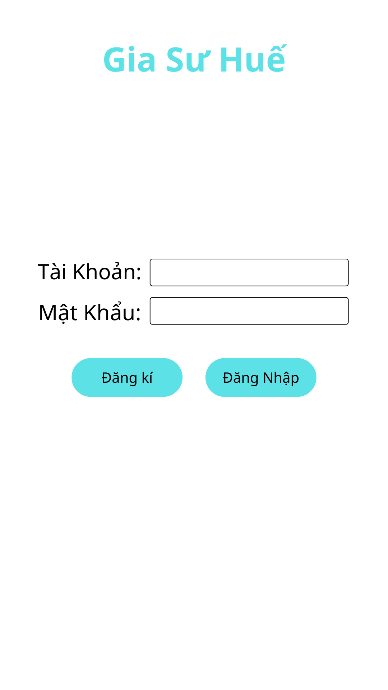 Gia Sư Huế
Tài Khoản:
Mật Khẩu:
Đăng kí
Đăng Nhập